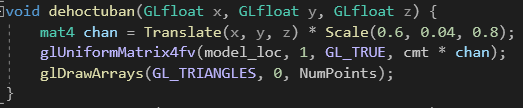 void dehoctuban(GLfloat x, GLfloat y, GLfloat z) {
mat4 chan = Translate(x, y, z) * Scale(0.6, 0.04, 0.8);
glUniformMatrix4fv(model_loc, 1, GL_TRUE, cmt * chan);
glDrawArrays(GL_TRIANGLES, 0, NumPoints);
}